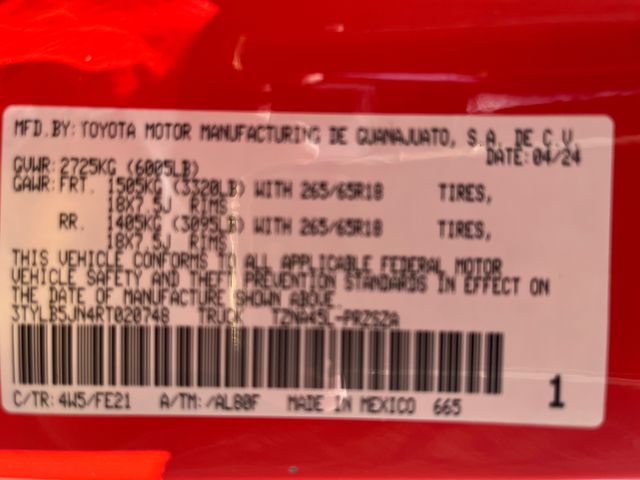 MFD.BY: TOYOTA MOTOR MANUFACTURING DE GUANAJUATO, S.A. DE C.V.
DATE: 04/24
GVWR: 2725KG (6005LB)
GAWR: FRT. 1505KG (3320LB) WITH 265/65R18 TIRES,
18X7.5J RIMS
RR. 1405KG (3095LB) WITH 265/65R18 TIRES,
18X7.5J RIMS
THIS VEHICLE CONFORMS TO ALL APPLICABLE FEDERAL MOTOR
VEHICLE SAFETY AND THEFT PREVENTION STANDARDS IN EFFECT ON
THE DATE OF MANUFACTURE SHOWN ABOVE.
3TYLB5JN4RT020748 TRUCK TZNA45L-PRZSZA
C/TR: 4W5/FE21 A/TM: /AL80F MADE IN MEXICO 665 1